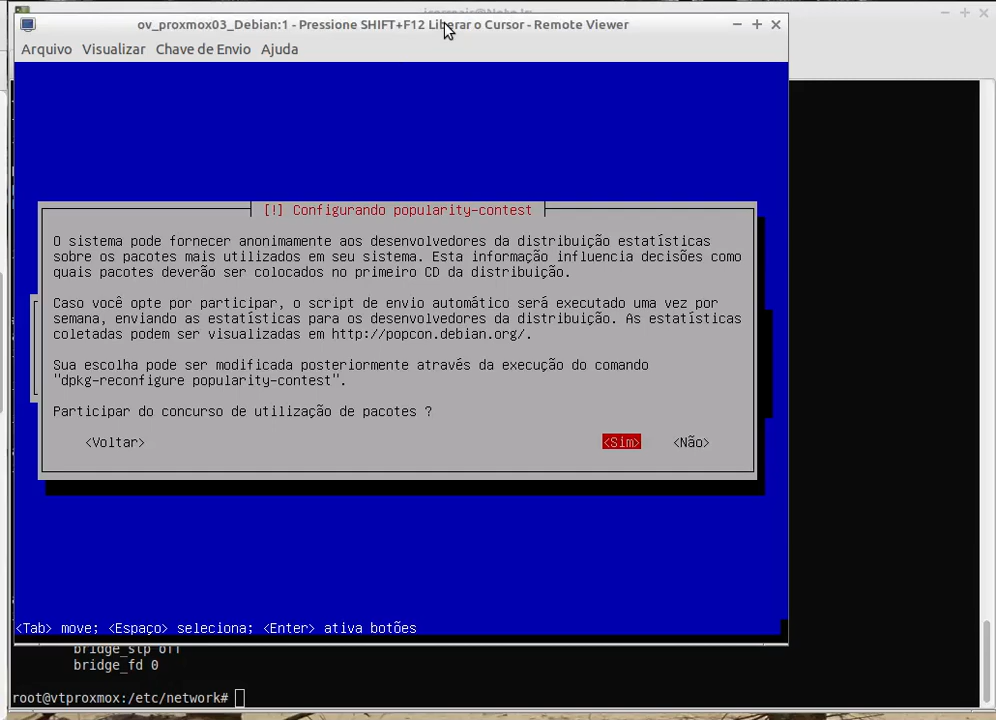 ov_proxmox03_Debian:1 - Pressione SHIFT+F12 Liberar o Cursor - Remote Viewer
Arquivo Visualizar Chave de Envio Ajuda
[!] Configurando popularity-contest
O sistema pode fornecer anonimamente aos desenvolvedores da distribuição estatísticas
sobre os pacotes mais utilizados em seu sistema. Esta informação influencia decisões como
quais pacotes deverão ser colocados no primeiro CD da distribuição.
Caso você opte por participar, o script de envio automático será executado uma vez por
semana, enviando as estatísticas para os desenvolvedores da distribuição. As estatísticas
coletadas podem ser visualizadas em http://popcon.debian.org/.
Sua escolha pode ser modificada posteriormente através da execução do comando
"dpkg-reconfigure popularity-contest".
Participar do concurso de utilização de pacotes ?
<Voltar> <Sim> <Não>
<Tab> move; <Espaço> seleciona; <Enter> ativa botões
bridge_stp off
bridge_fd 0
root@vtproxmox:/etc/network#